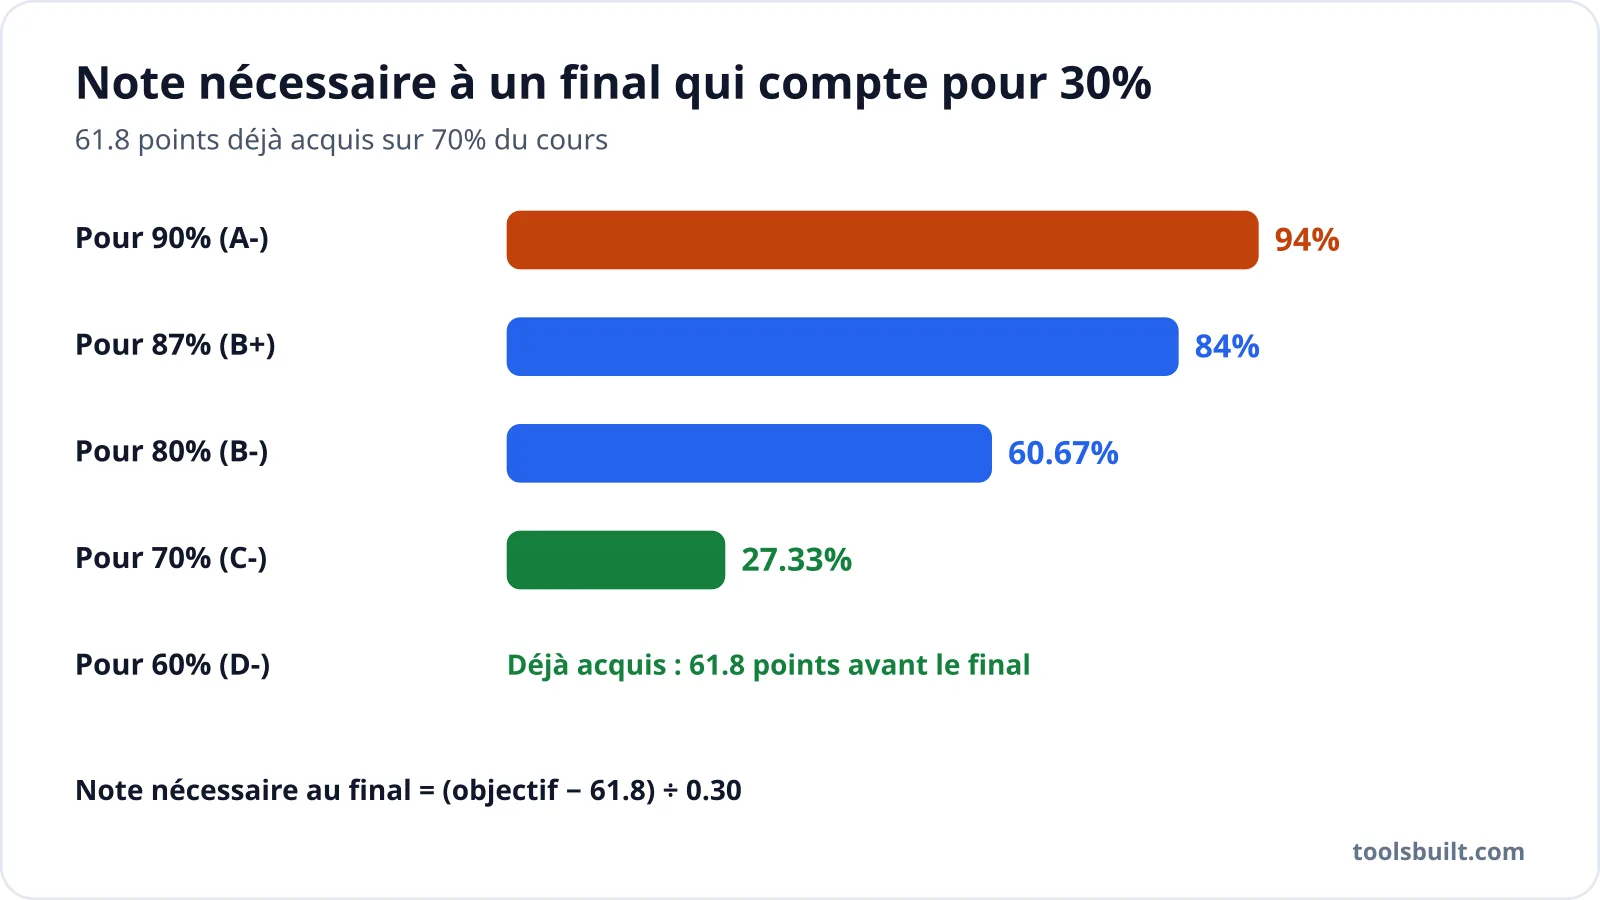 Note nécessaire à un final qui compte pour 30%
61.8 points déjà acquis sur 70% du cours
Pour 90% (A-) 94%
Pour 87% (B+) 84%
Pour 80% (B-) 60.67%
Pour 70% (C-) 27.33%
Pour 60% (D-) Déjà acquis : 61.8 points avant le final
Note nécessaire au final = (objectif − 61.8) ÷ 0.30
toolsbuilt.com